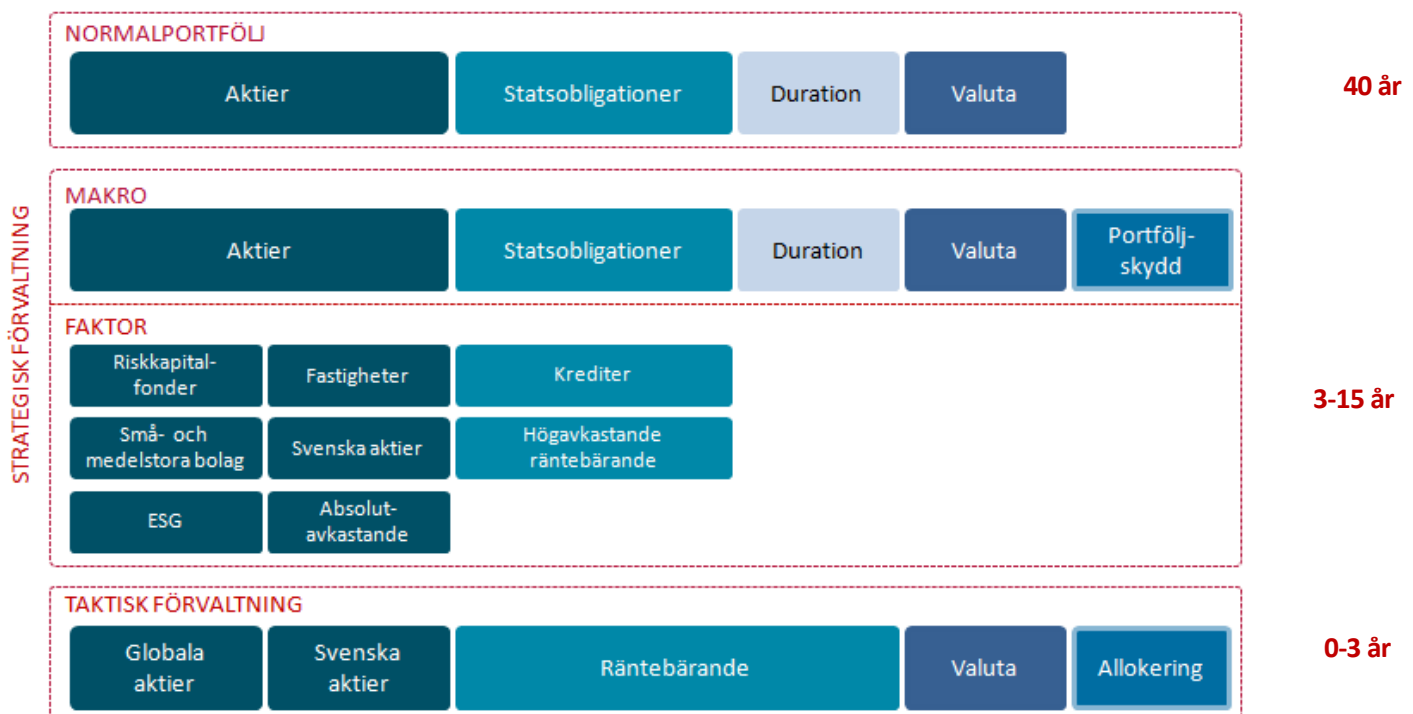 NORMALPORTFÖLJ
Aktier
Statsobligationer
Duration
Valuta
40 år
STRATEGISK FÖRVALTNING
MAKRO
Aktier
Statsobligationer
Duration
Valuta
Portfölj-
skydd
FAKTOR
Riskkapital-
fonder
Fastigheter
Krediter
3-15 år
Små- och
medelstora bolag
Svenska aktier
Högavkastande
räntebärande
ESG
Absolut-
avkastande
TAKTISK FÖRVALTNING
Globala
aktier
Svenska
aktier
Räntebärande
Valuta
Allokering
0-3 år